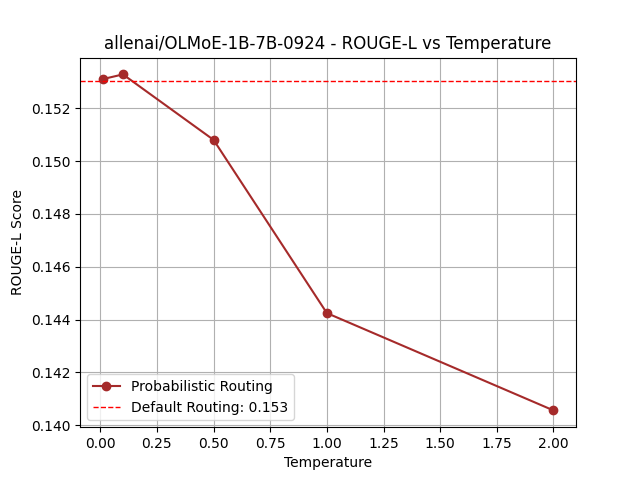 allenai/OLMoE-1B-7B-0924 - ROUGE-L vs Temperature
ROUGE-L Score
0.152
0.150
0.148
0.146
0.144
0.142
0.140
Probabilistic Routing
Default Routing: 0.153
0.00 0.25 0.50 0.75 1.00 1.25 1.50 1.75 2.00
Temperature